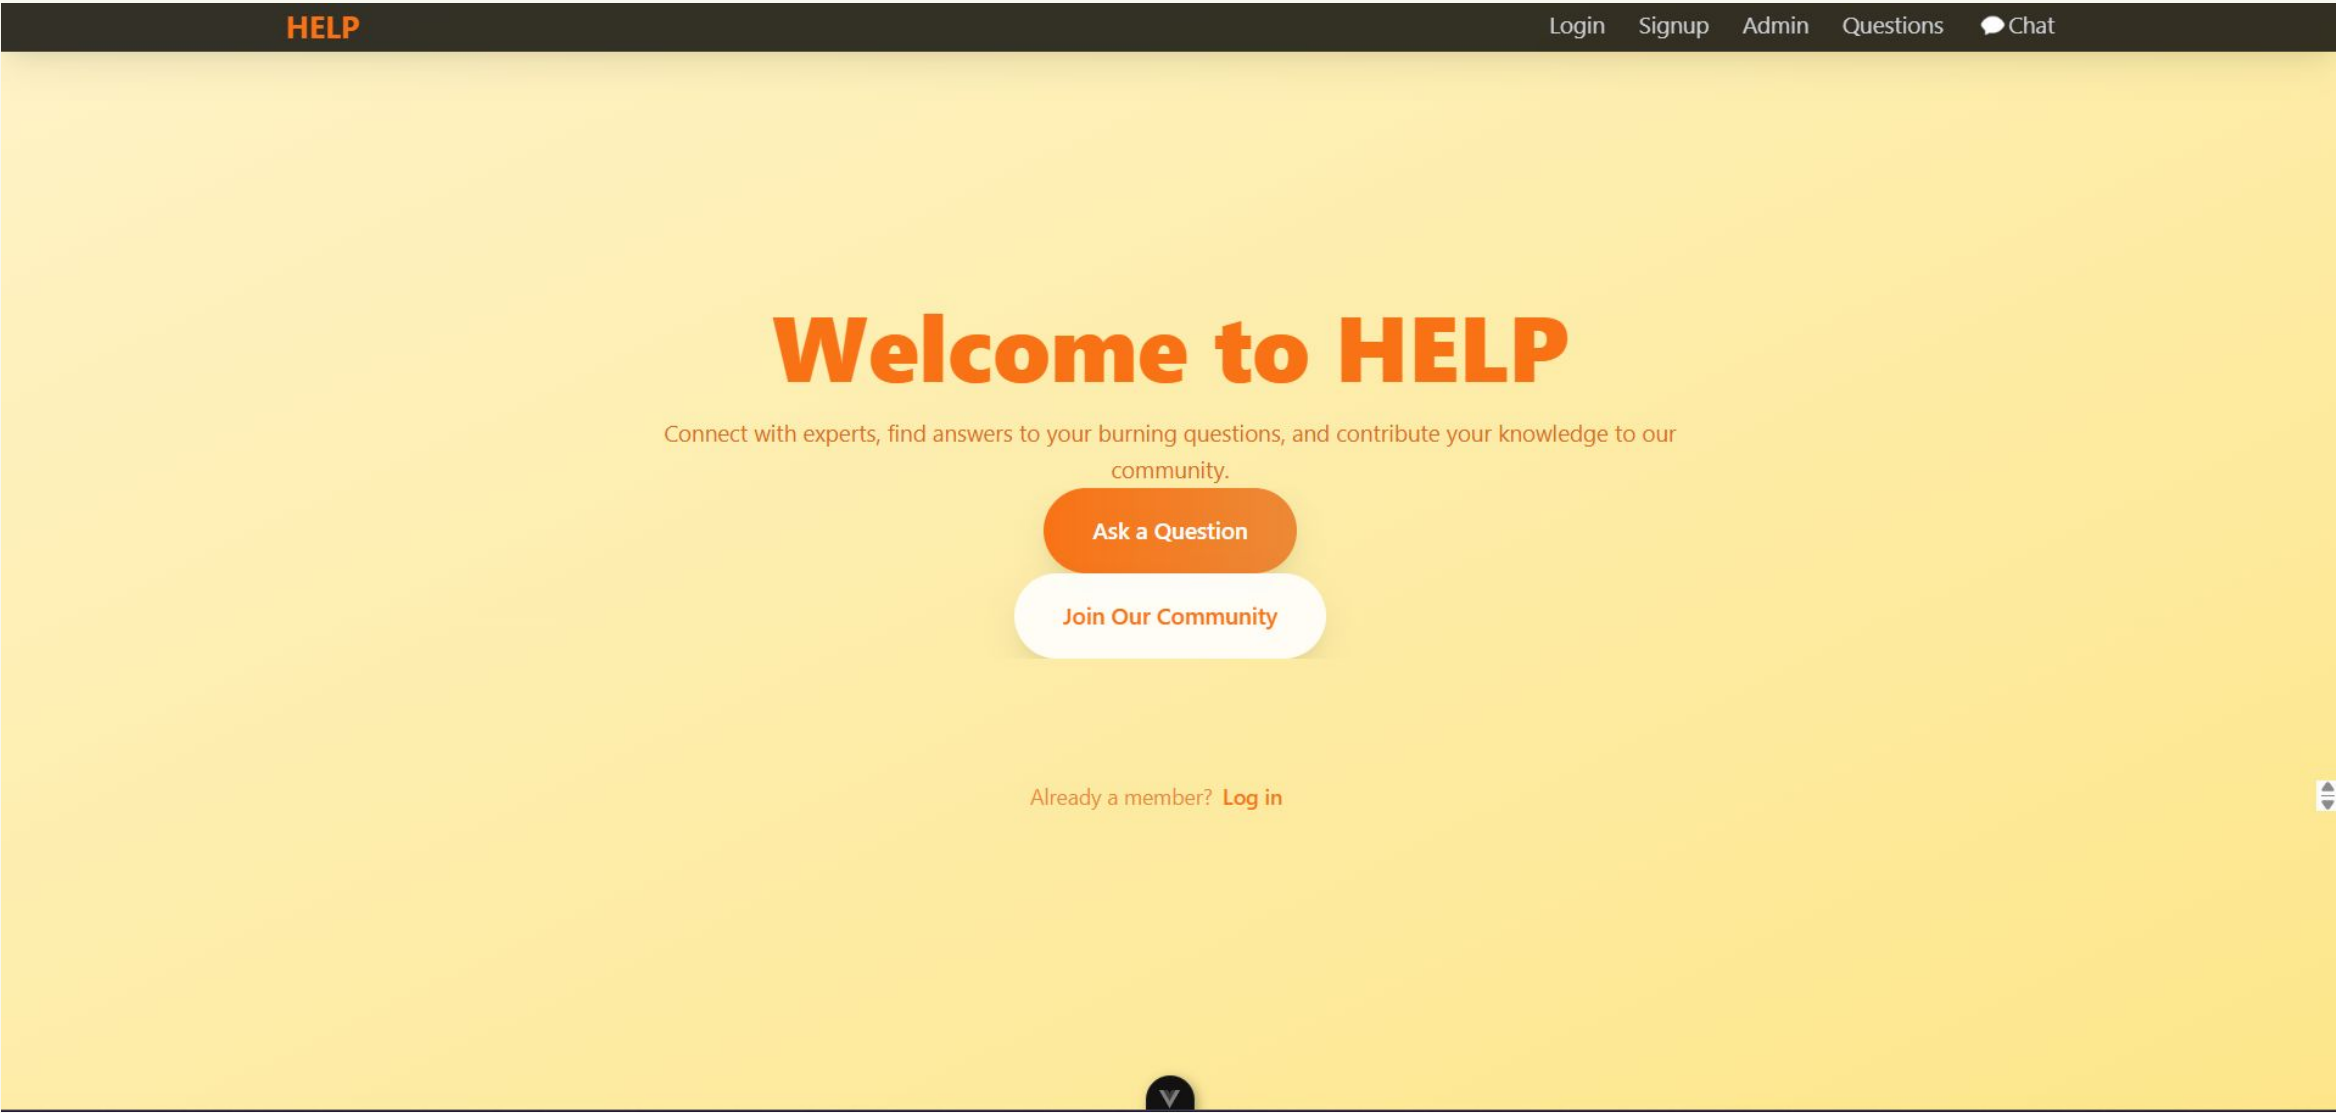 HELP
Login Signup Admin Questions Chat
Welcome to HELP
Connect with experts, find answers to your burning questions, and contribute your knowledge to our
community.
Ask a Question
Join Our Community
Already a member? Log in